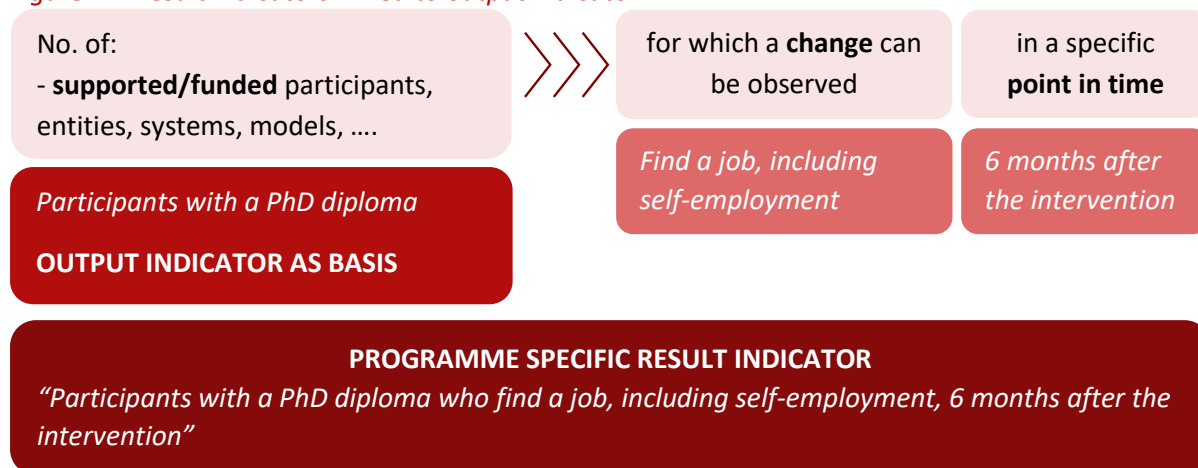 No. of:
- supported/funded participants,
entities, systems, models, ....
for which a change can
be observed
in a specific
point in time
Participants with a PhD diploma
OUTPUT INDICATOR AS BASIS
Find a job, including
self-employment
6 months after
the intervention
PROGRAMME SPECIFIC RESULT INDICATOR
“Participants with a PhD diploma who find a job, including self-employment, 6 months after the
intervention”